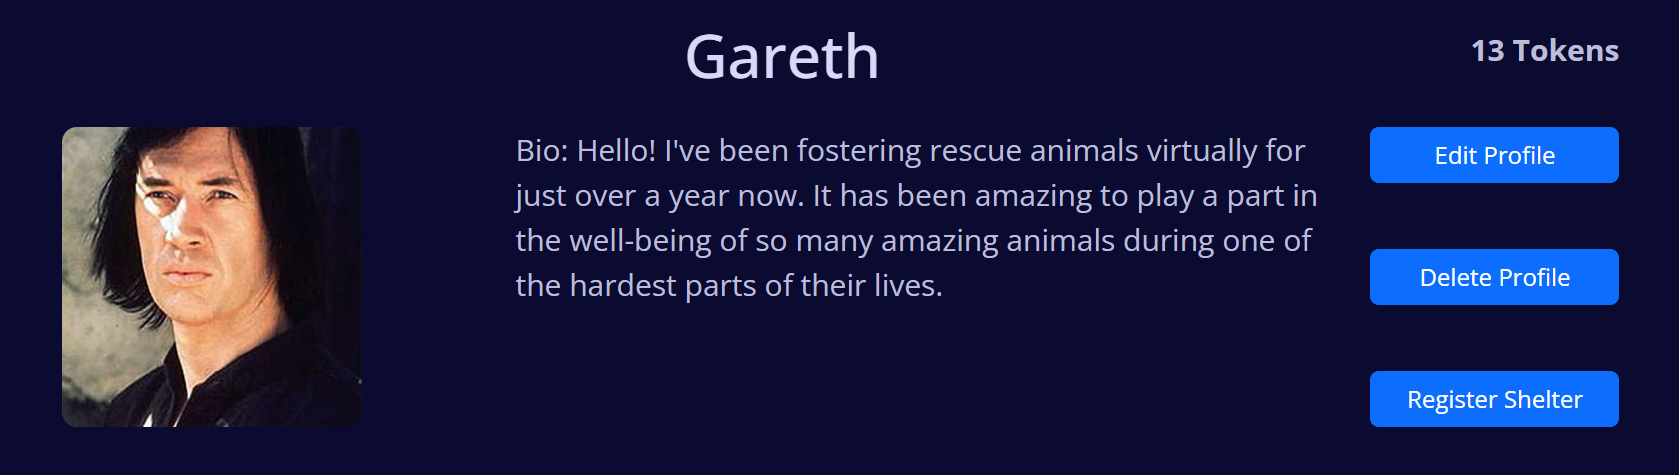 Gareth
13 Tokens
Bio: Hello! I've been fostering rescue animals virtually for
just over a year now. It has been amazing to play a part in
the well-being of so many amazing animals during one of
the hardest parts of their lives.
Edit Profile
Delete Profile
Register Shelter